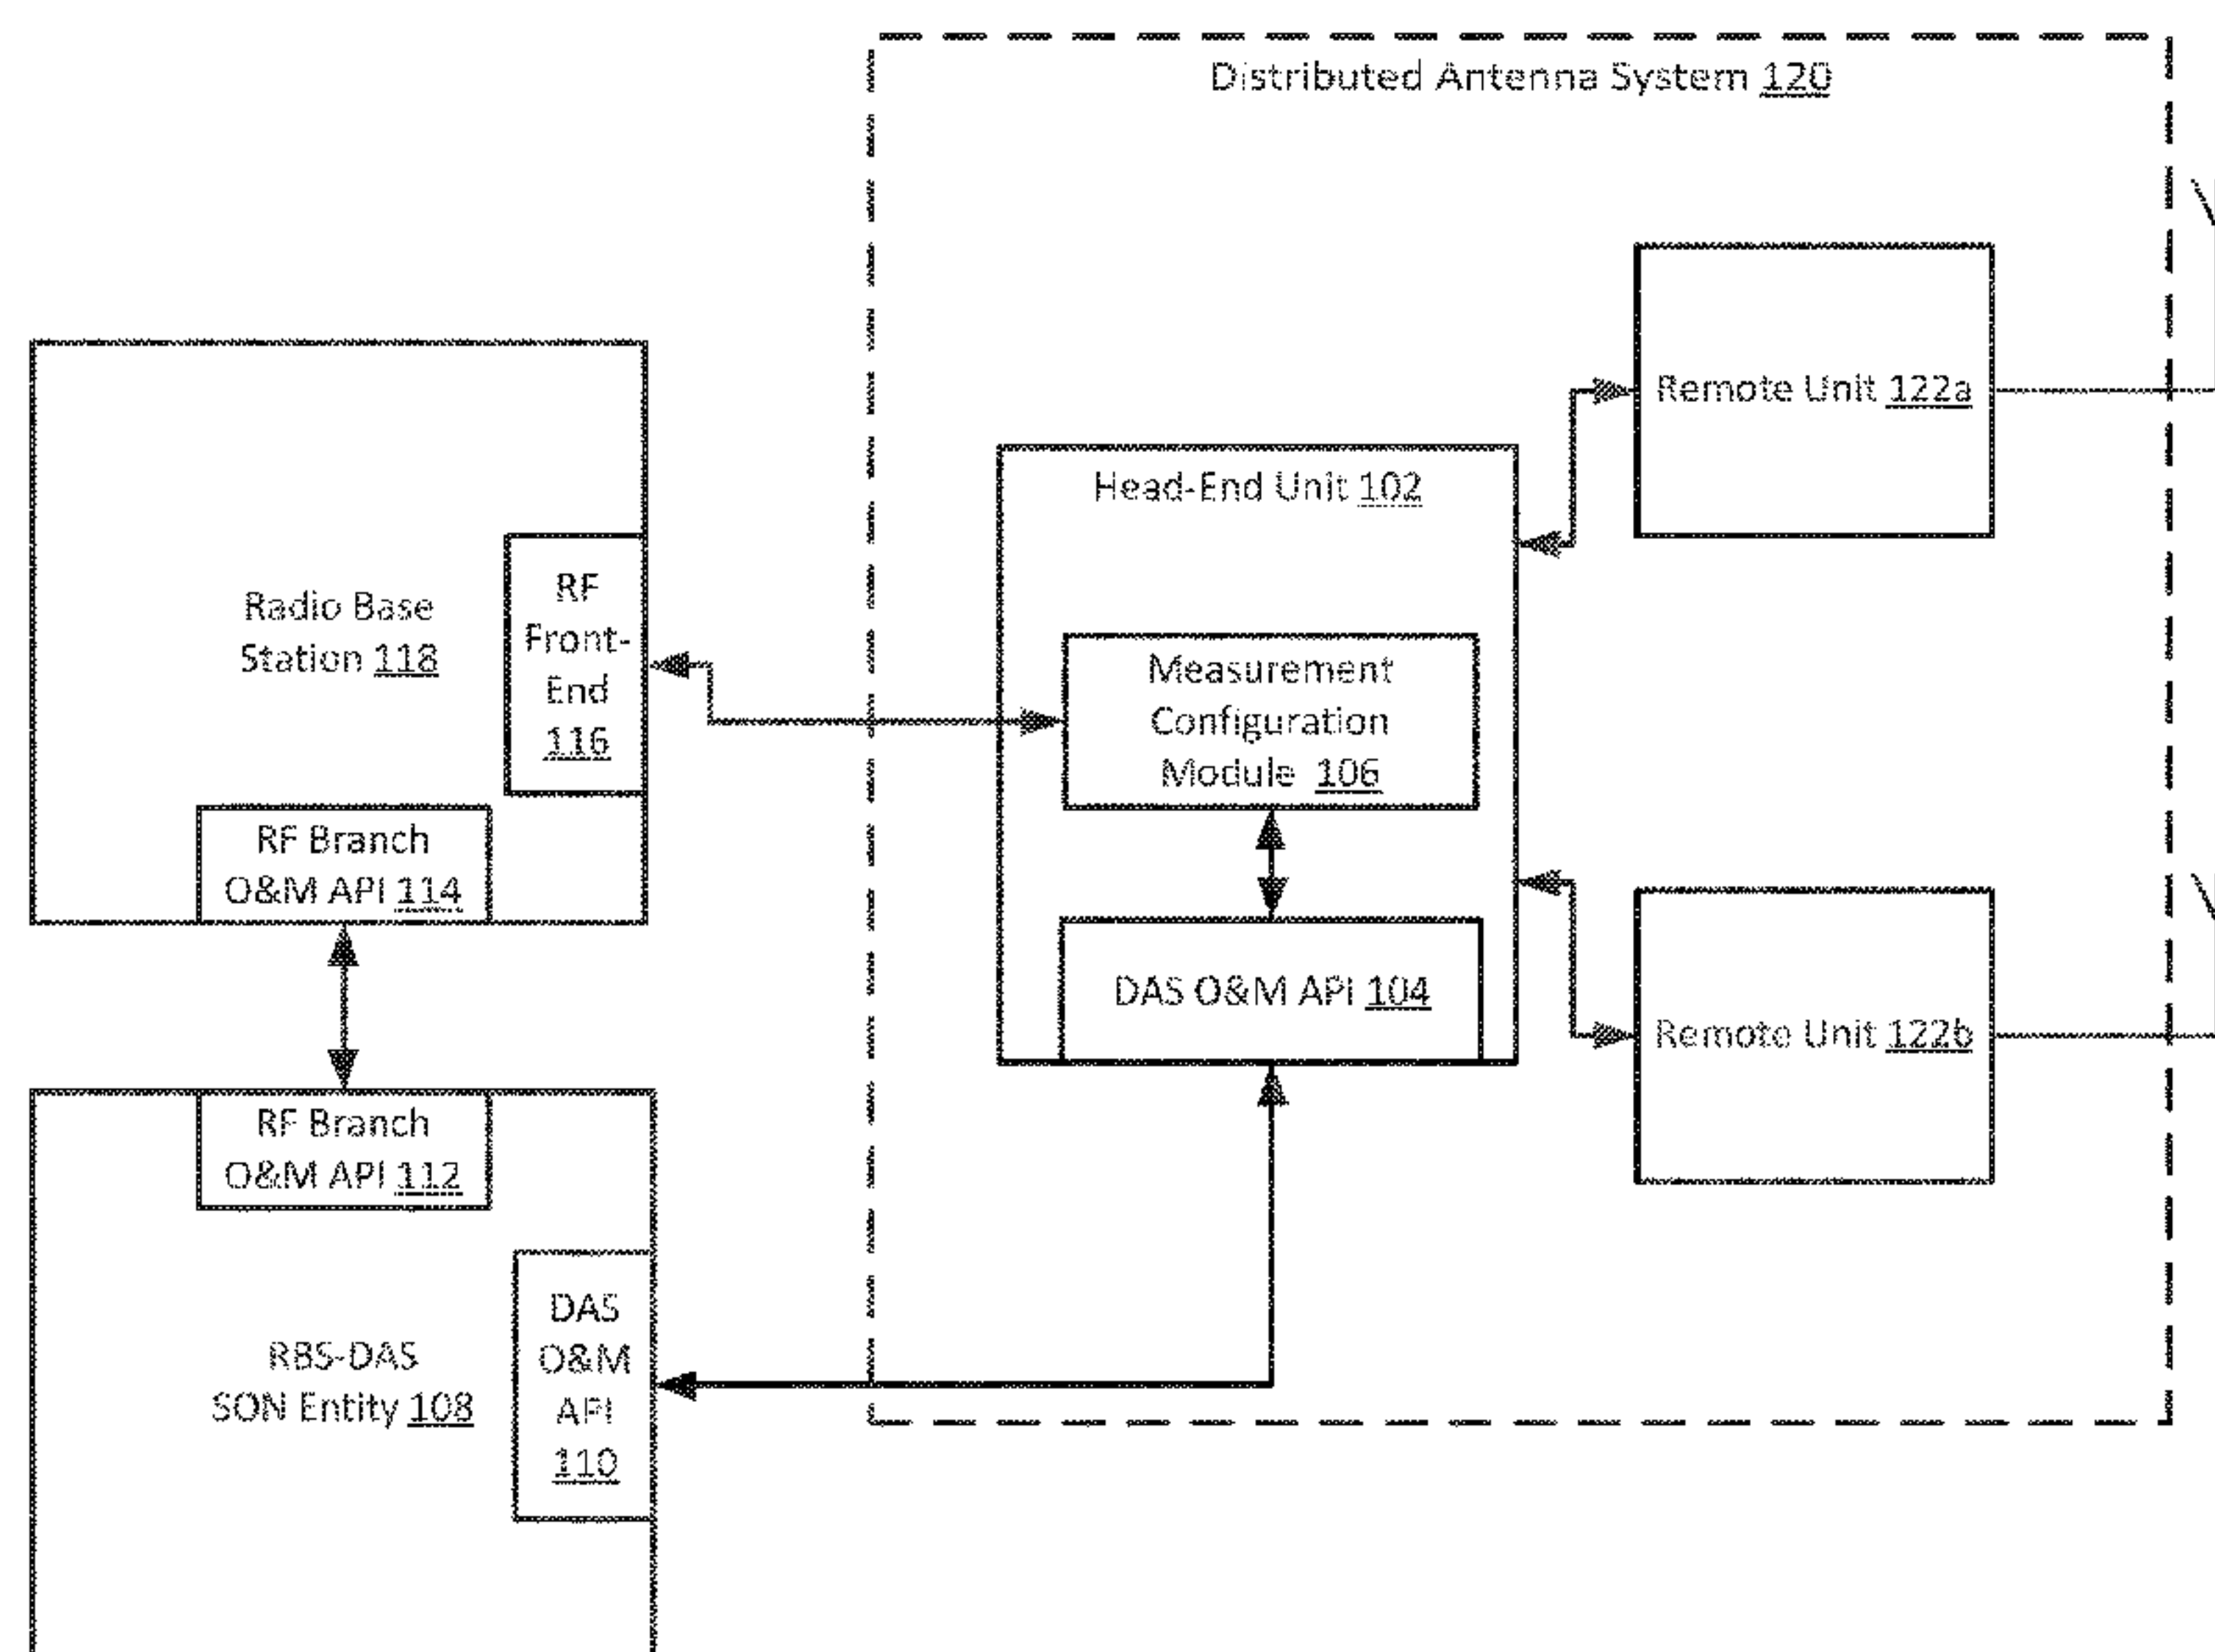 Distributed Antenna System 120
Remote Unit 122a
Head-End Unit 102
RF
Front-
End
116
Radio Base
Station 118
Measurement
Configuration
Module 106
RF Branch
O&M API 114
DAS O&M API 104
Remote Unit 122b
RF Branch
O&M API 112
DAS
O&M
API
110
RBS-DAS
SON Entity 108